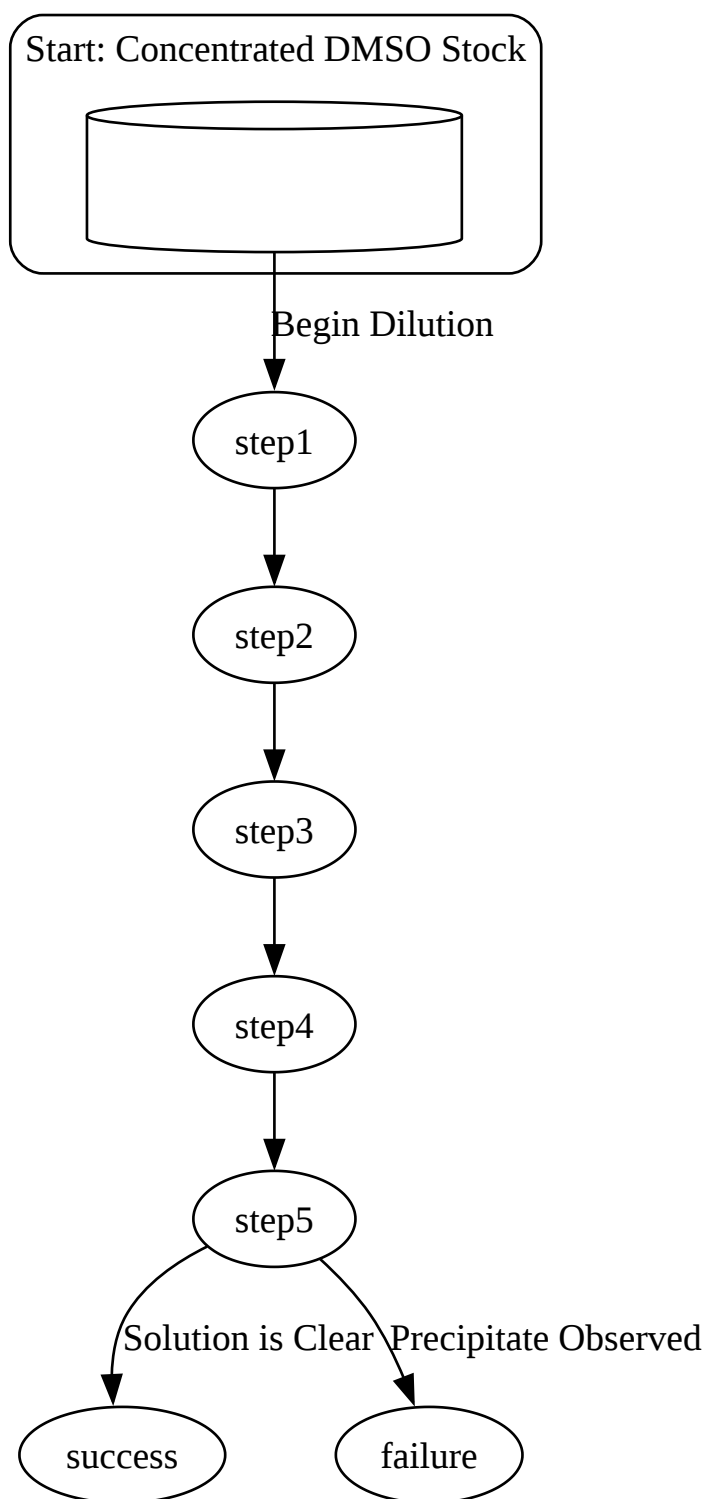 Start: Concentrated DMSO Stock
Begin Dilution
step1
step2
step3
step4
step5
Solution is Clear
Precipitate Observed
success
failure